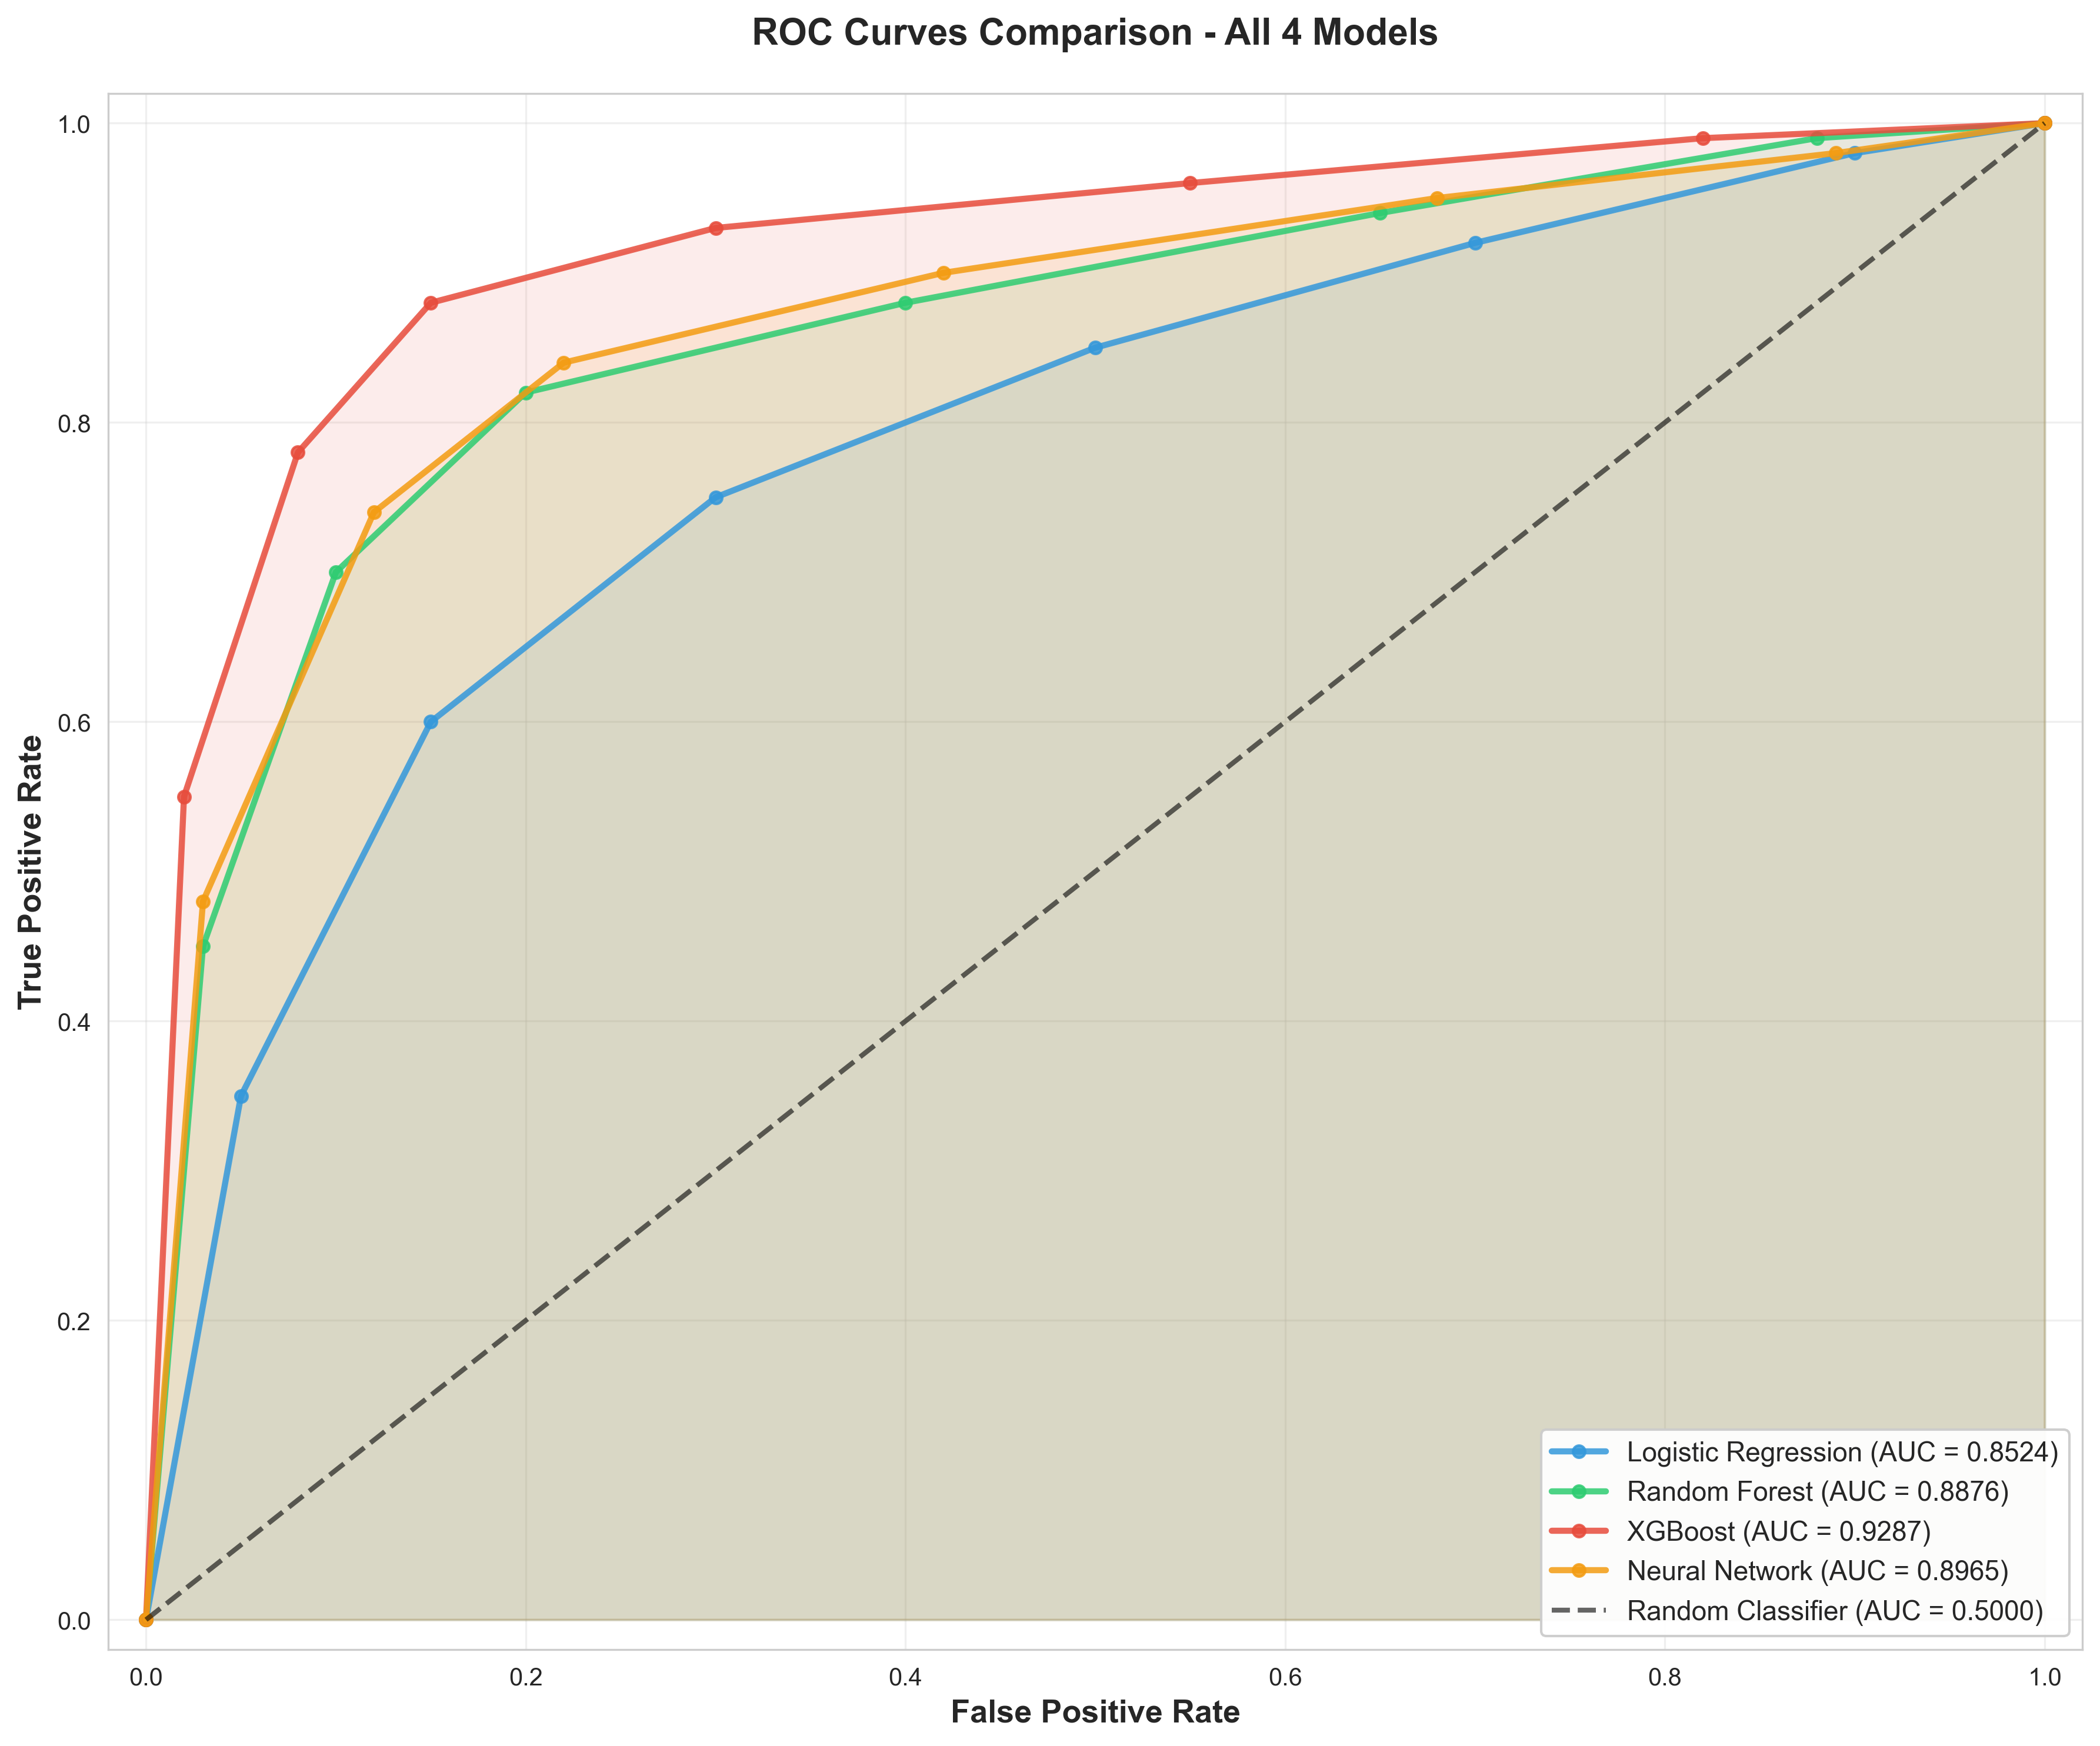 ROC Curves Comparison - All 4 Models
1.0
0.8
0.6
0.4
0.2
0.0
True Positive Rate
0.0 0.2 0.4 0.6 0.8 1.0
False Positive Rate
Logistic Regression (AUC = 0.8524)
Random Forest (AUC = 0.8876)
XGBoost (AUC = 0.9287)
Neural Network (AUC = 0.8965)
Random Classifier (AUC = 0.5000)